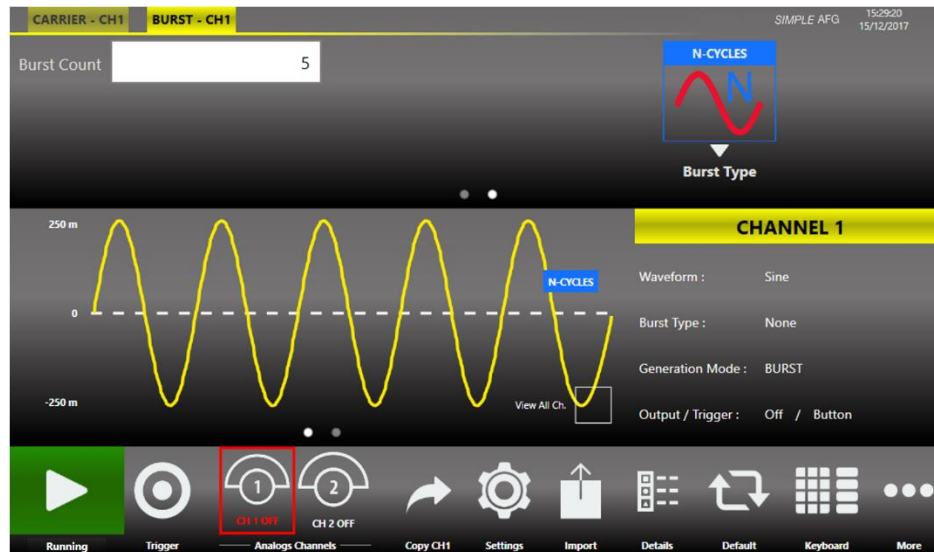 CARRIER - CH1
BURST - CH1
SIMPLE AFG
15:29:20
15/12/2017
Burst Count
5
N-CYCLES
N
Burst Type
250 m
0
-250 m
N-CYCLES
View All Ch.
CHANNEL 1
Waveform : Sine
Burst Type : None
Generation Mode : BURST
Output / Trigger : Off / Button
1
2
CH 1 OFF
CH 2 OFF
Running
Trigger
Analogs Channels
Copy CH1
Settings
Import
Details
Default
Keyboard
More